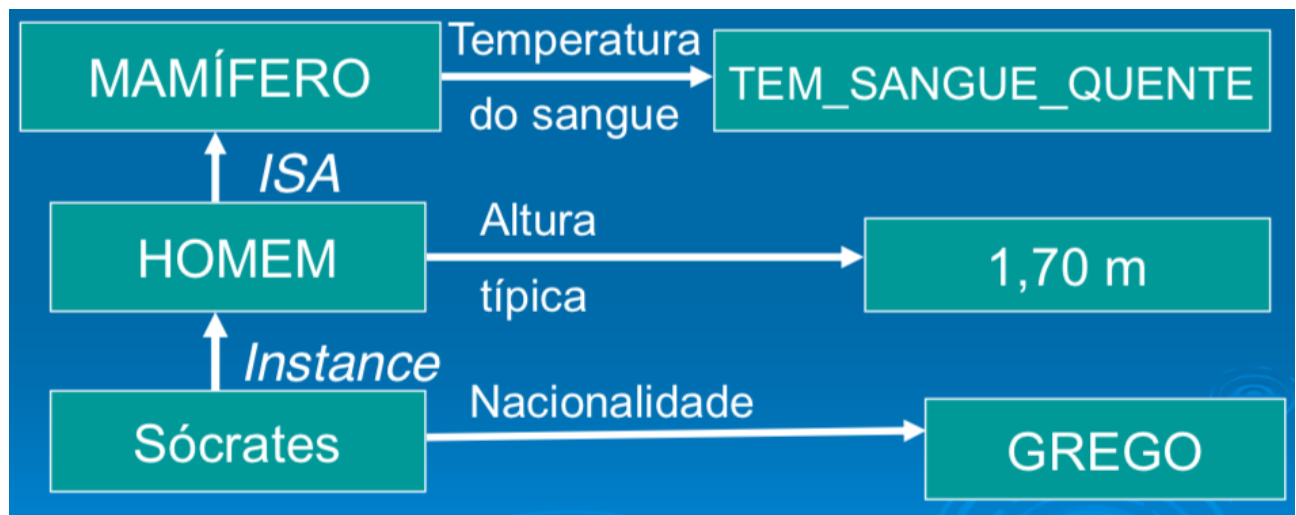 MAMÍFERO
Temperatura
do sangue
TEM_SANGUE_QUENTE
ISA
HOMEM
Altura
típica
1,70 m
Instance
Sócrates
Nacionalidade
GREGO